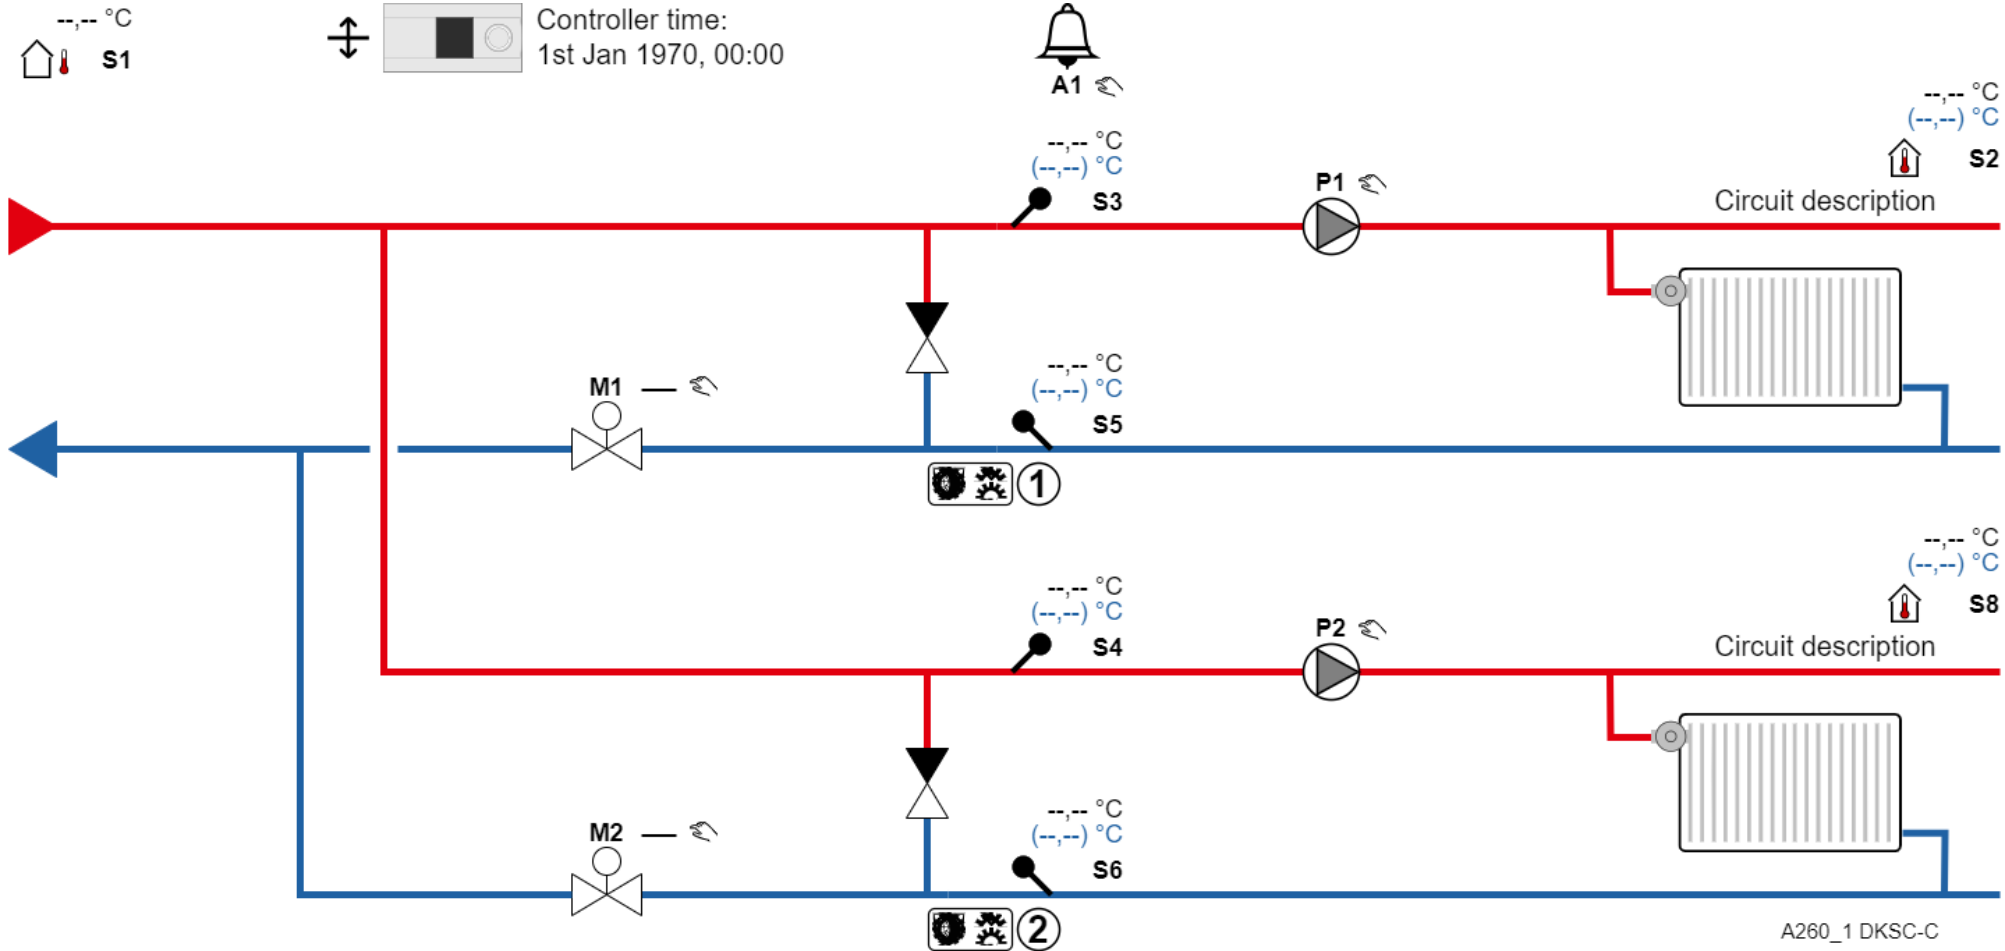 --,-- °C
S1
Controller time:
1st Jan 1970, 00:00
A1
--,-- °C
(--,--) °C
S2
Circuit description
--,-- °C
(--,--) °C
S3
P1
M1
--,-- °C
(--,--) °C
S5
1
--,-- °C
(--,--) °C
S8
Circuit description
--,-- °C
(--,--) °C
S4
P2
M2
--,-- °C
(--,--) °C
S6
2
A260_1 DKSC-C